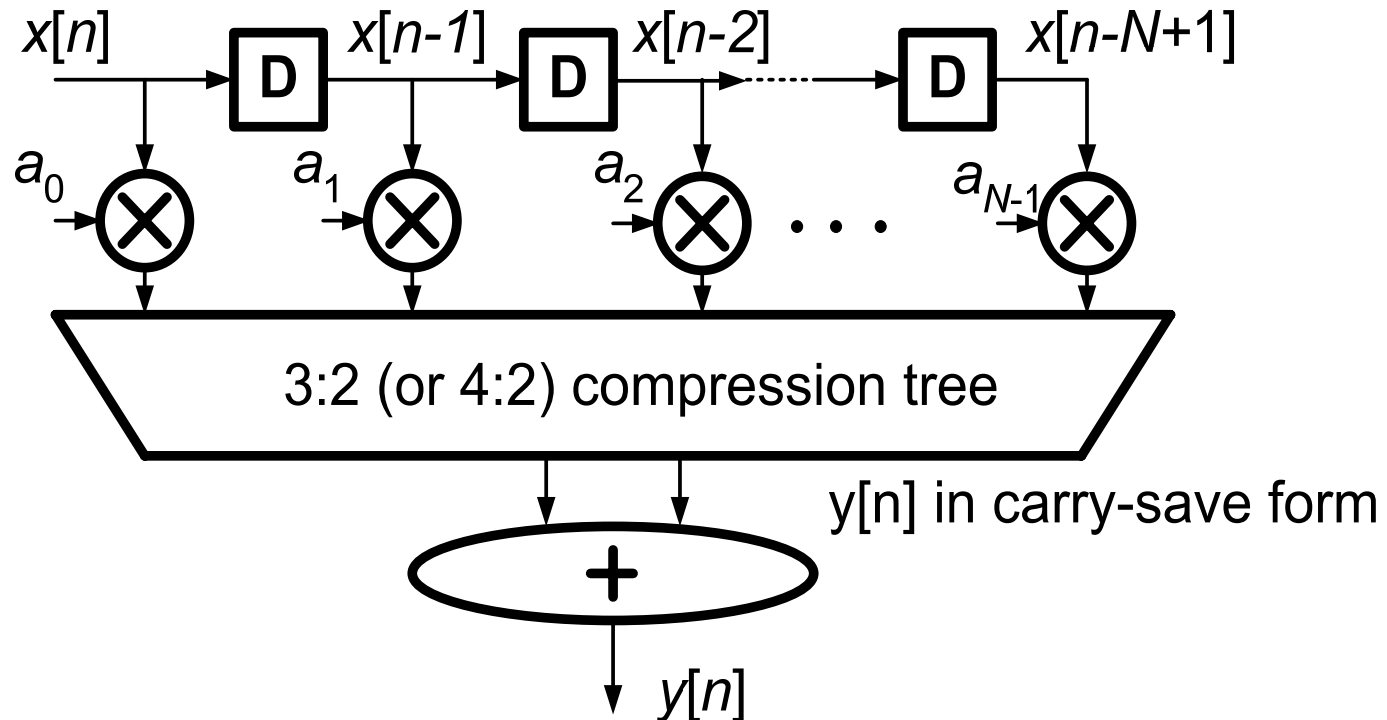 x[n] D x[n-1] D x[n-2] D x[n-N+1]
a0 a1 a2 aN-1
3:2 (or 4:2) compression tree
y[n] in carry-save form
+
y[n]